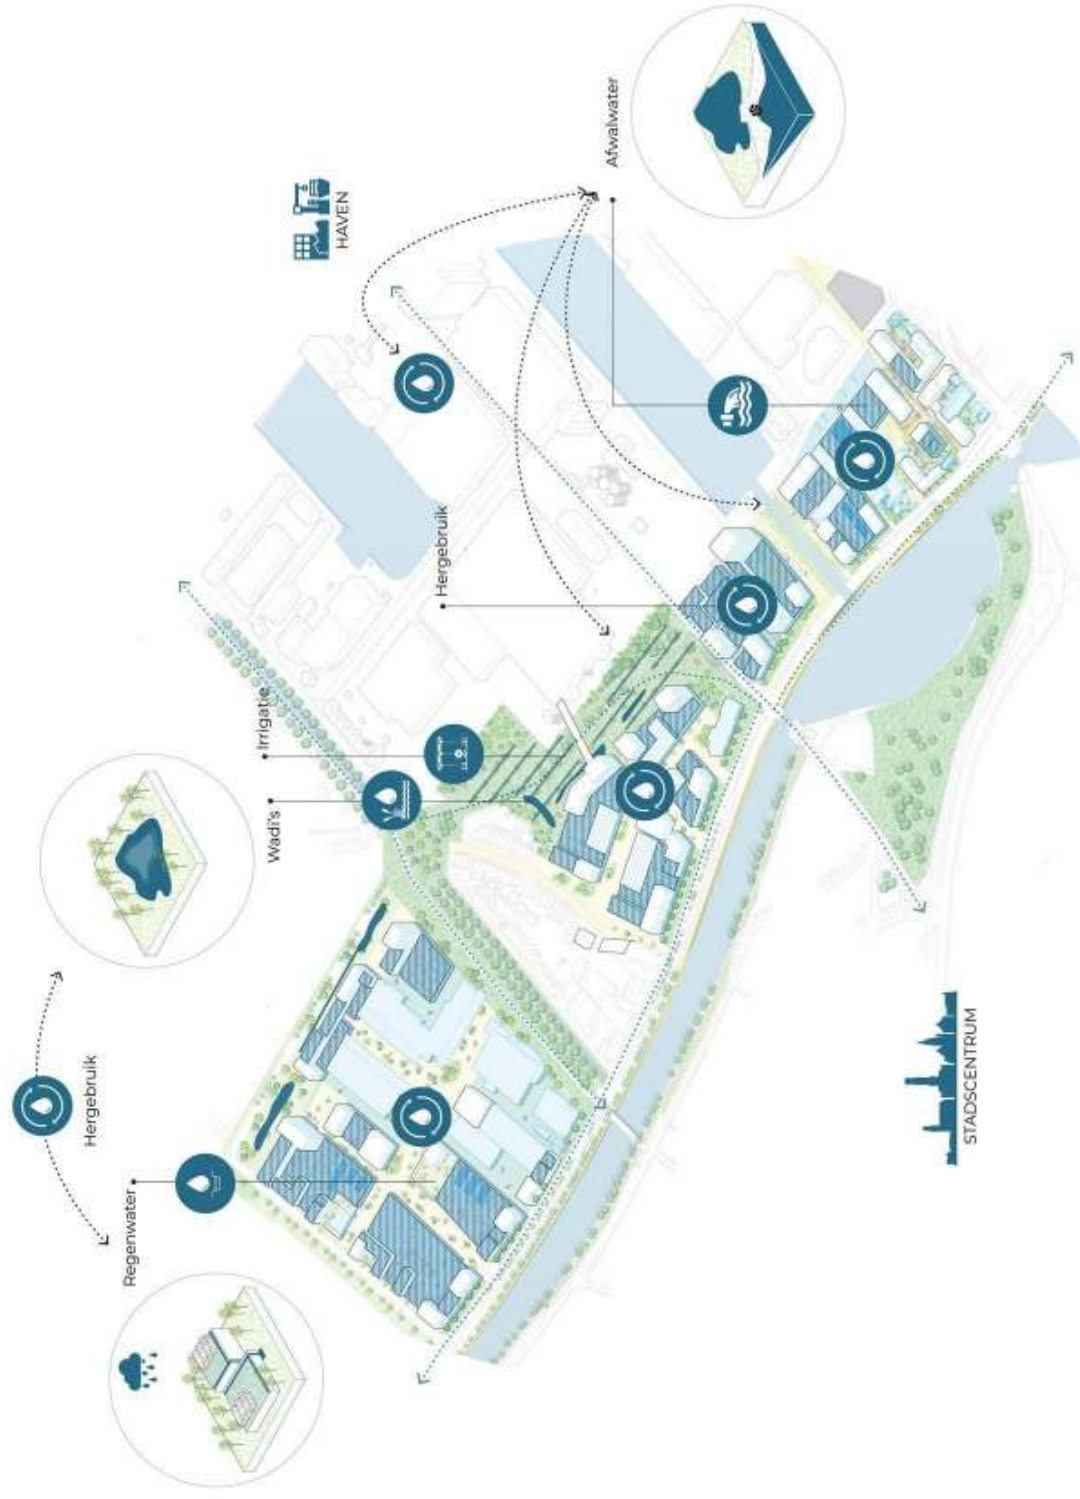 Hergebruik
Regenwater
Wadi's
Irrigatie
HAVEN
Hergebruik
Afwalwater
STADSCENTRUM